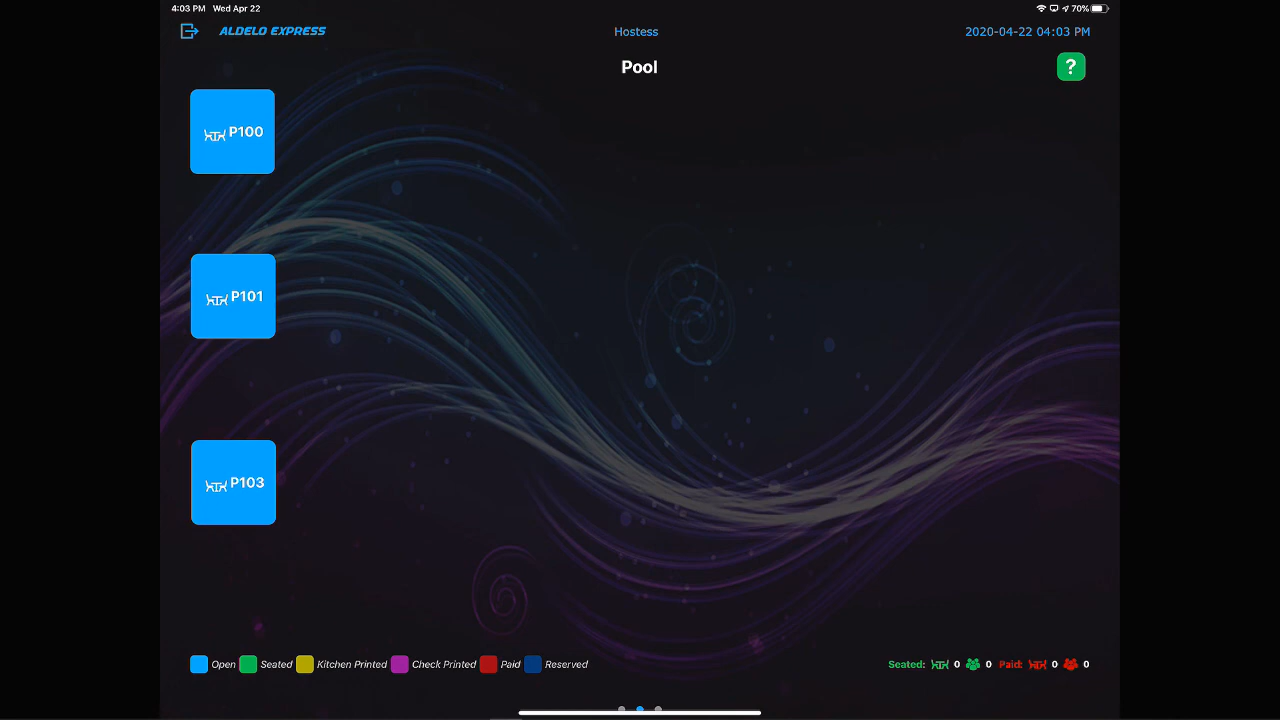 4:03 PM Wed Apr 22 70%
ALDELO EXPRESS Hostess 2020-04-22 04:03 PM
Pool ?
P100
P101
P103
Open Seated Kitchen Printed Check Printed Paid Reserved Seated: 0 0 Paid: 0 0